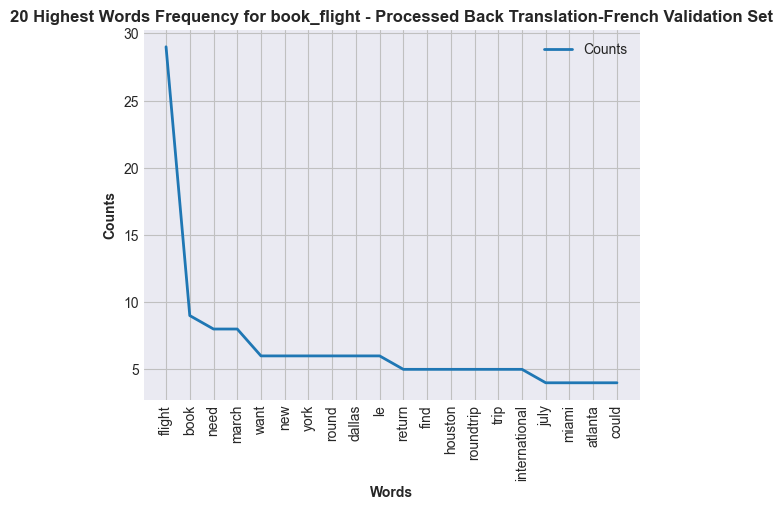 20 Highest Words Frequency for book_flight - Processed Back Translation-French Validation Set
Counts
30
25
20
15
10
5
Counts
flight
book
need
march
want
new
york
round
dallas
le
return
find
houston
roundtrip
trip
international
july
miami
atlanta
could
Words